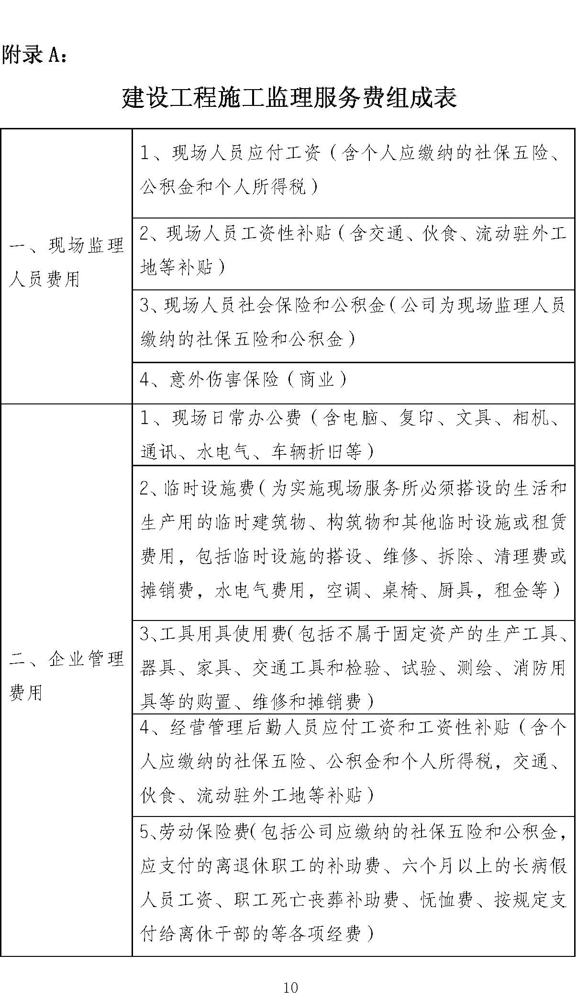 附录 A：
建设工程施工监理服务费组成表
一、现场监理
人员费用
1、现场人员应付工资（含个人应缴纳的社保五险、
公积金和个人所得税）
2、现场人员工资性补贴（含交通、伙食、流动驻外工
地等补贴）
3、现场人员社会保险和公积金（公司为现场监理人员
缴纳的社保五险和公积金）
4、意外伤害保险（商业）
二、企业管理
费用
1、现场日常办公费（含电脑、复印、文具、相机、
通讯、水电气、车辆折旧等）
2、临时设施费（为实施现场服务所必须搭设的生活和
生产用的临时建筑物、构筑物和其他临时设施或租赁
费用，包括临时设施的搭设、维修、拆除、清理费或
摊销费，水电气费用，空调、桌椅、厨具，租金等）
3、工具用具使用费（包括不属于固定资产的生产工具、
器具、家具、交通工具和检验、试验、测绘、消防用
具等的购置、维修和摊销费）
4、经营管理后勤人员应付工资和工资性补贴（含个
人应缴纳的社保五险、公积金和个人所得税，交通、
伙食、流动驻外工地等补贴）
5、劳动保险费（包括公司应缴纳的社保五险和公积金，
应支付的离退休职工的补助费、六个月以上的长病假
人员工资、职工死亡丧葬补助费、怃恤费、按规定支
付给离休干部的等各项经费）
10